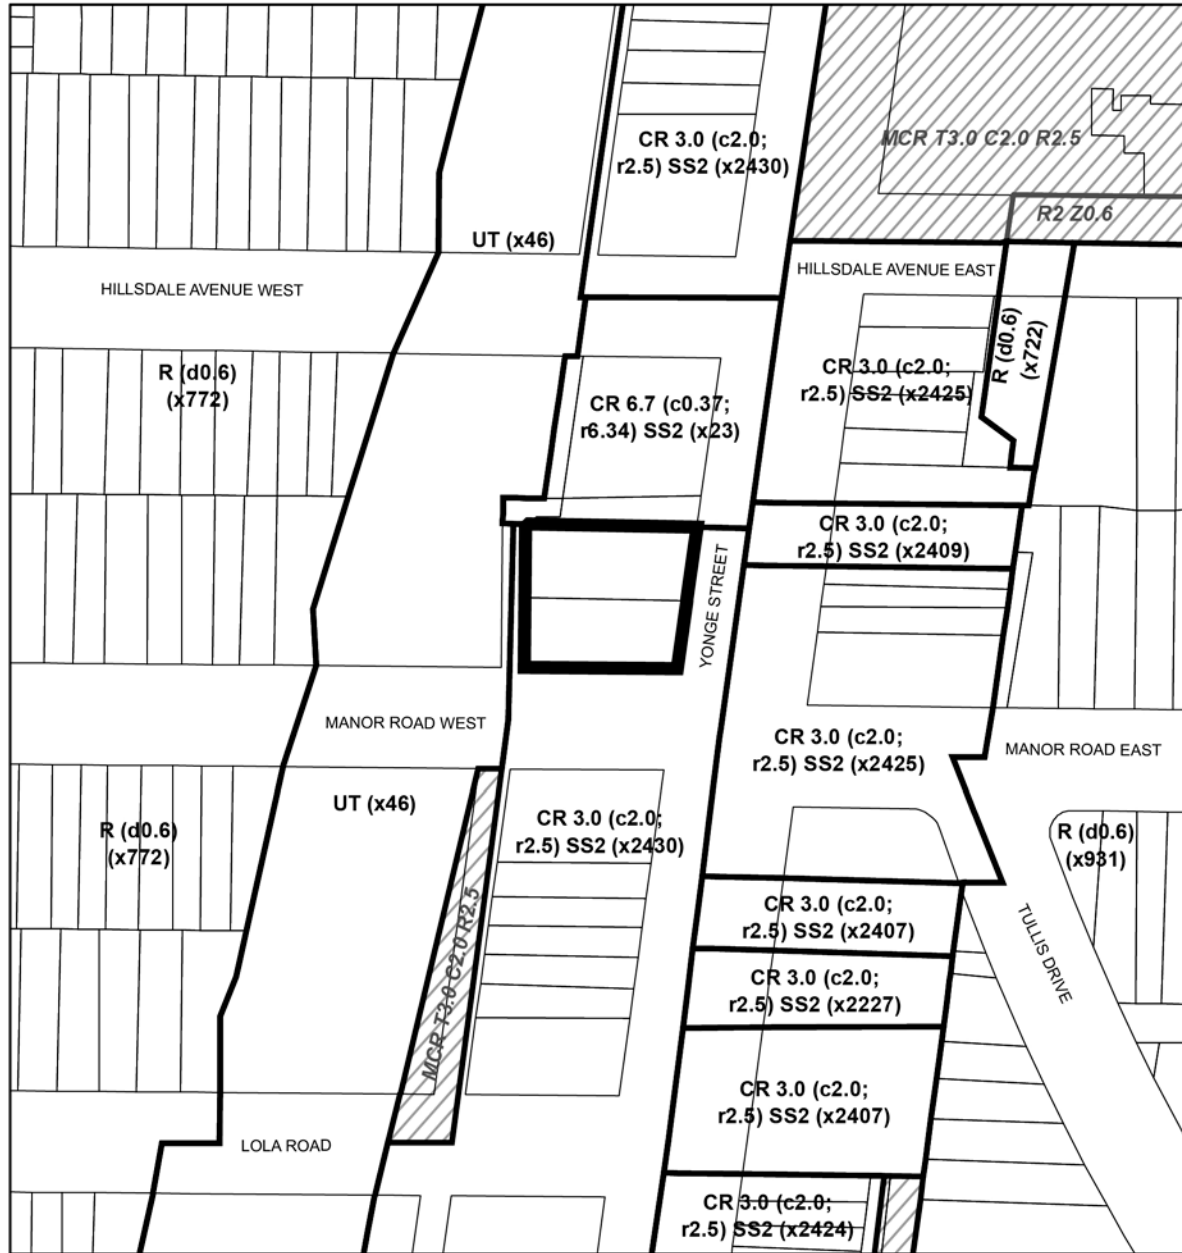 CR 3.0 (c2.0;
r2.5) SS2 (x2430)
MCR T3.0 C2.0 R2.5
R2 Z0.6
UT (x46)
HILLSDALE AVENUE WEST
HILLSDALE AVENUE EAST
R (d0.6)
(x772)
CR 6.7 (c0.37;
r6.34) SS2 (x23)
CR 3.0 (c2.0;
r2.5) SS2 (x2425)
R (d0.6)
(x722)
CR 3.0 (c2.0;
r2.5) SS2 (x2409)
YONGE STREET
MANOR ROAD WEST
CR 3.0 (c2.0;
r2.5) SS2 (x2425)
MANOR ROAD EAST
UT (x46)
R (d0.6)
(x772)
CR 3.0 (c2.0;
r2.5) SS2 (x2430)
R (d0.6)
(x931)
MCR T3.0 C2.0 R2.5
CR 3.0 (c2.0;
r2.5) SS2 (x2407)
TULLIS DRIVE
CR 3.0 (c2.0;
r2.5) SS2 (x2227)
CR 3.0 (c2.0;
r2.5) SS2 (x2407)
LOLA ROAD
CR 3.0 (c2.0;
r2.5) SS2 (x2424)